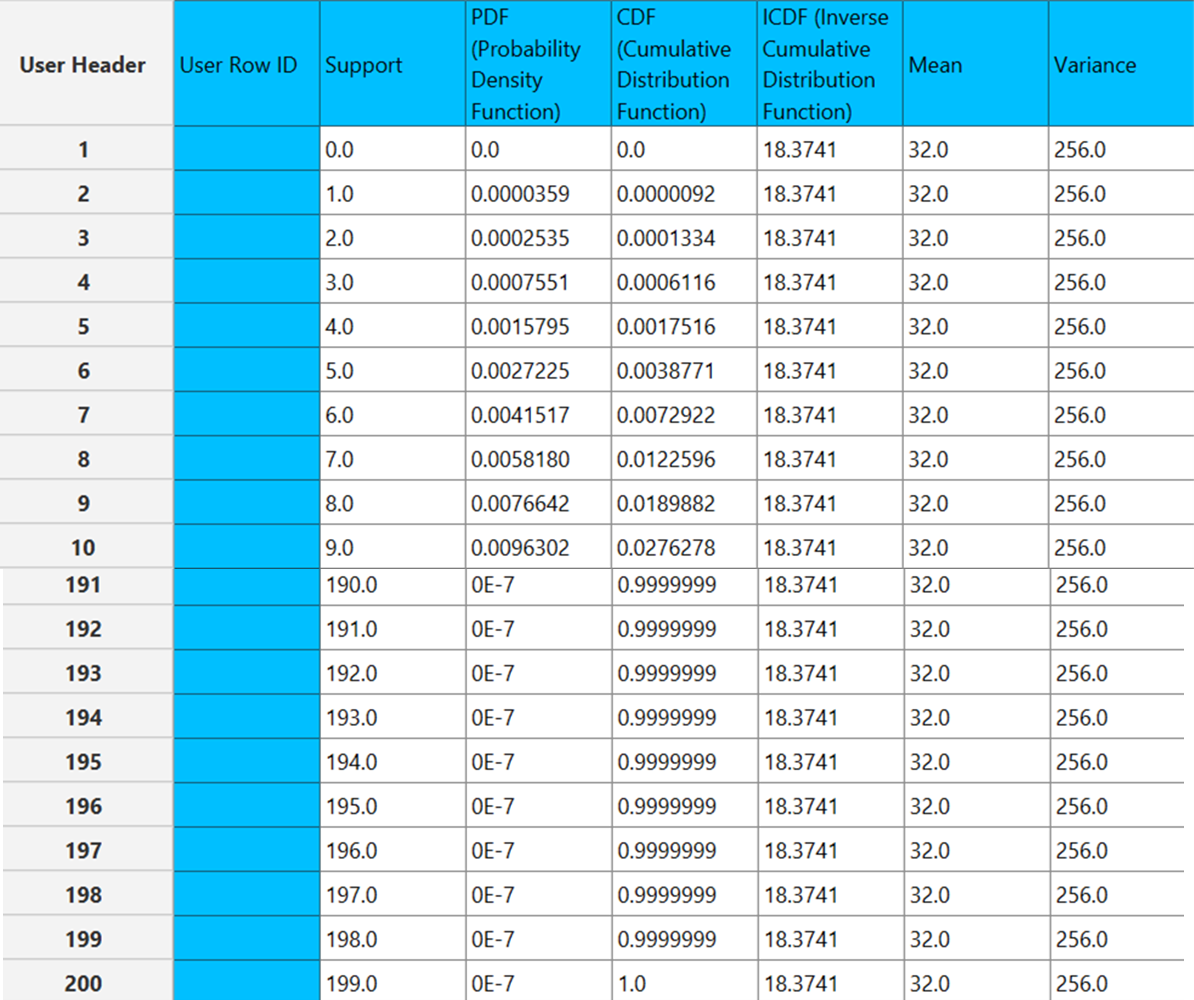 User Header User Row ID Support PDF (Probability Density Function) CDF (Cumulative Distribution Function) ICDF (Inverse Cumulative Distribution Function) Mean Variance
1 0.0 0.0 0.0 18.3741 32.0 256.0
2 1.0 0.0000359 0.0000092 18.3741 32.0 256.0
3 2.0 0.0002535 0.0001334 18.3741 32.0 256.0
4 3.0 0.0007551 0.0006116 18.3741 32.0 256.0
5 4.0 0.0015795 0.0017516 18.3741 32.0 256.0
6 5.0 0.0027225 0.0038771 18.3741 32.0 256.0
7 6.0 0.0041517 0.0072922 18.3741 32.0 256.0
8 7.0 0.0058180 0.0122596 18.3741 32.0 256.0
9 8.0 0.0076642 0.0189882 18.3741 32.0 256.0
10 9.0 0.0096302 0.0276278 18.3741 32.0 256.0
191 190.0 0E-7 0.9999999 18.3741 32.0 256.0
192 191.0 0E-7 0.9999999 18.3741 32.0 256.0
193 192.0 0E-7 0.9999999 18.3741 32.0 256.0
194 193.0 0E-7 0.9999999 18.3741 32.0 256.0
195 194.0 0E-7 0.9999999 18.3741 32.0 256.0
196 195.0 0E-7 0.9999999 18.3741 32.0 256.0
197 196.0 0E-7 0.9999999 18.3741 32.0 256.0
198 197.0 0E-7 0.9999999 18.3741 32.0 256.0
199 198.0 0E-7 0.9999999 18.3741 32.0 256.0
200 199.0 0E-7 1.0 18.3741 32.0 256.0